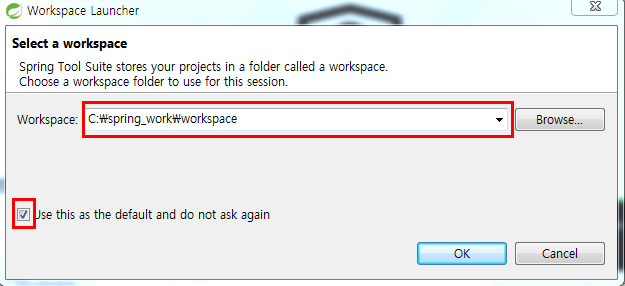 Workspace Launcher
Select a workspace
Spring Tool Suite stores your projects in a folder called a workspace.
Choose a workspace folder to use for this session.
Workspace: C:₩spring_work₩workspace Browse...
Use this as the default and do not ask again
OK Cancel